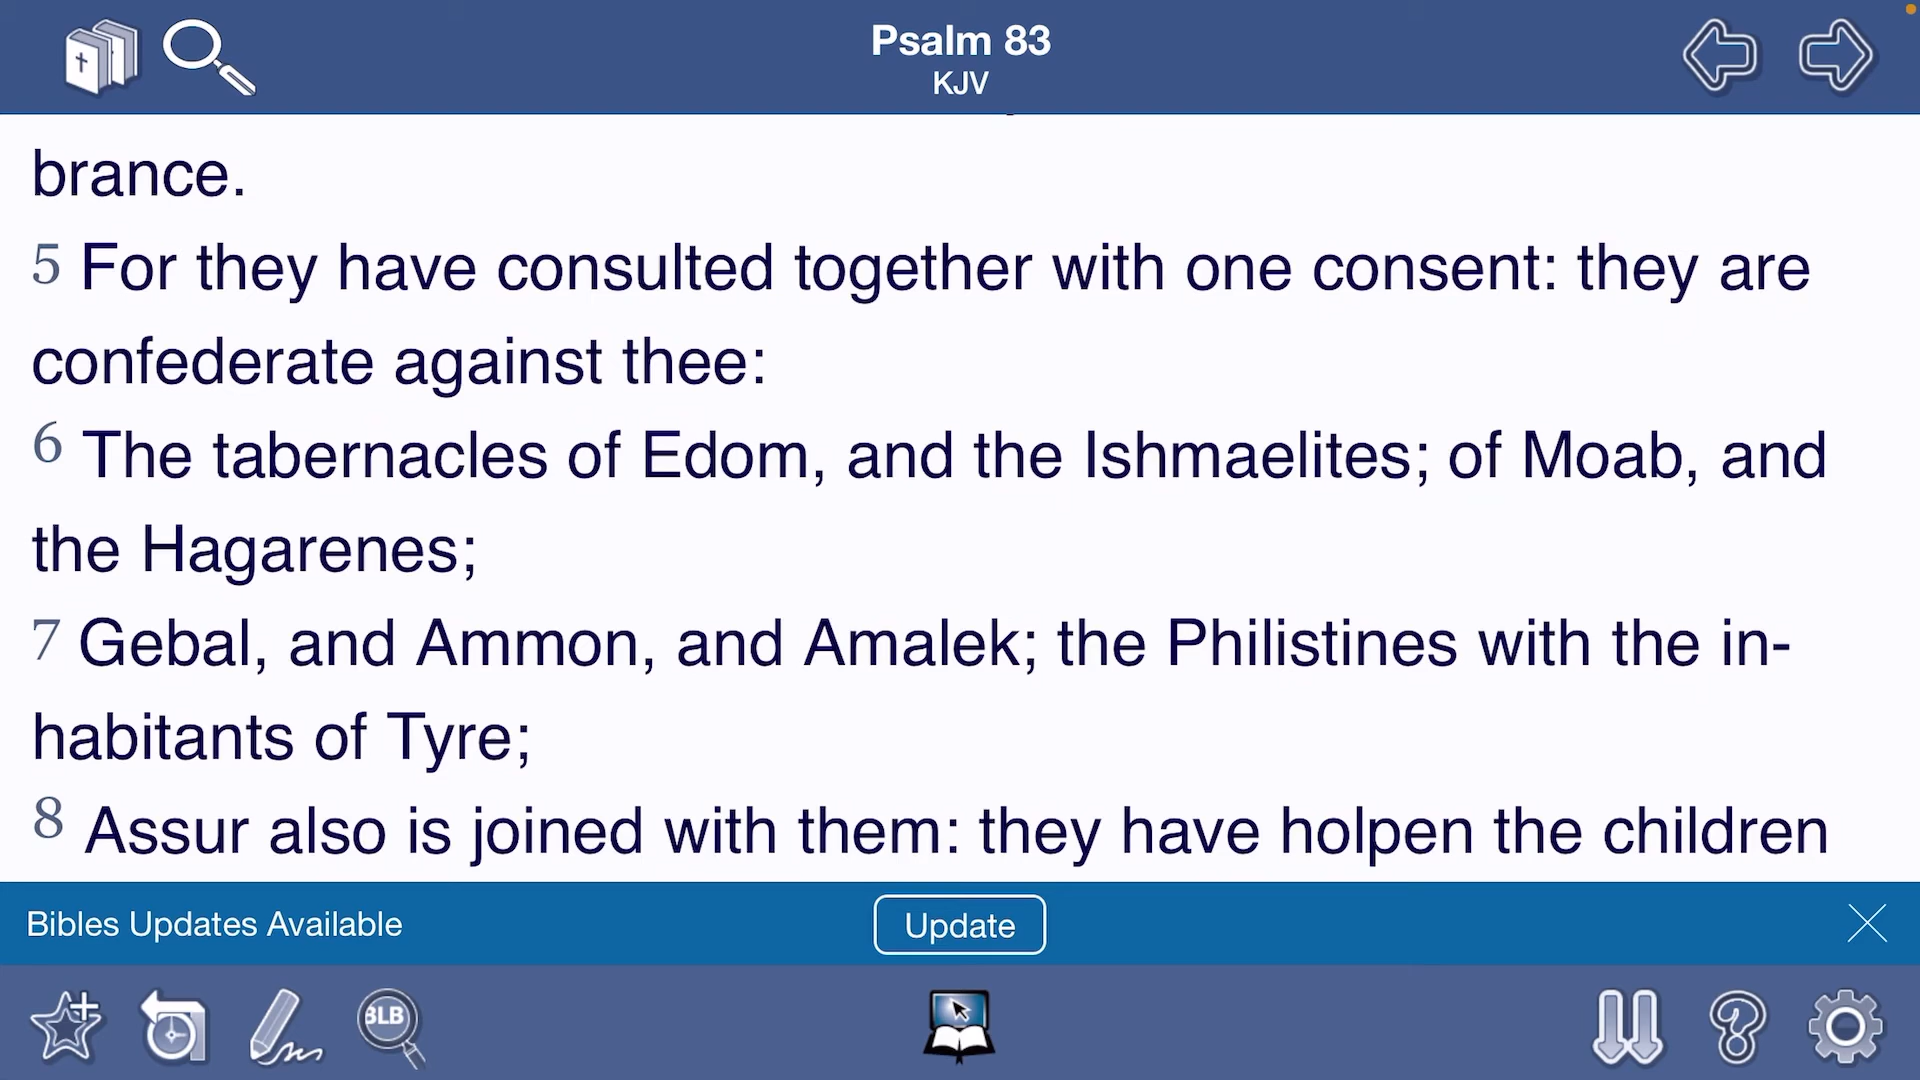 Psalm 83
KJV
brance.
5 For they have consulted together with one consent: they are
confederate against thee:
6 The tabernacles of Edom, and the Ishmaelites; of Moab, and
the Hagarenes;
7 Gebal, and Ammon, and Amalek; the Philistines with the in-
habitants of Tyre;
8 Assur also is joined with them: they have holpen the children
Bibles Updates Available
Update
BLB